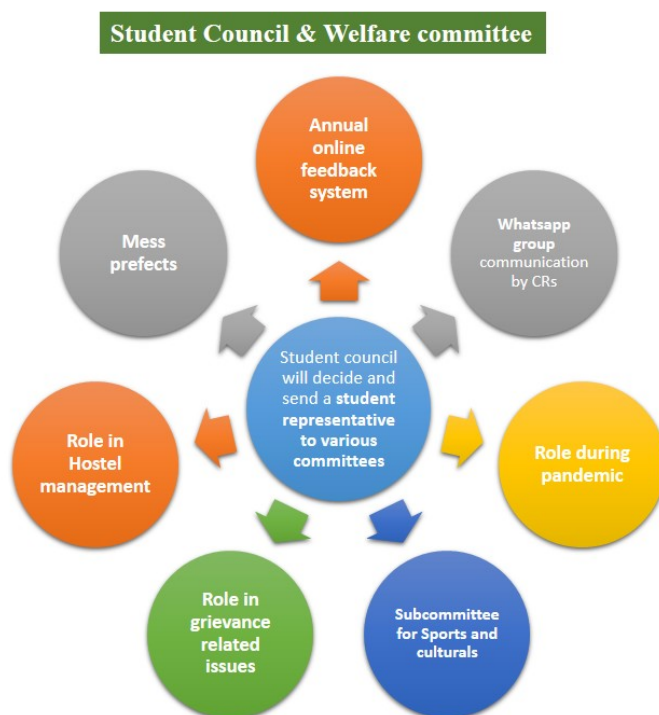 Student Council & Welfare committee
Annual
online
feedback
system
Whatsapp
group
communication
by CRs
Role during
pandemic
Subcommittee
for Sports and
culturals
Role in
grievance
related
issues
Role in
Hostel
management
Mess
prefects
Student council
will decide and
send a student
representative
to various
committees